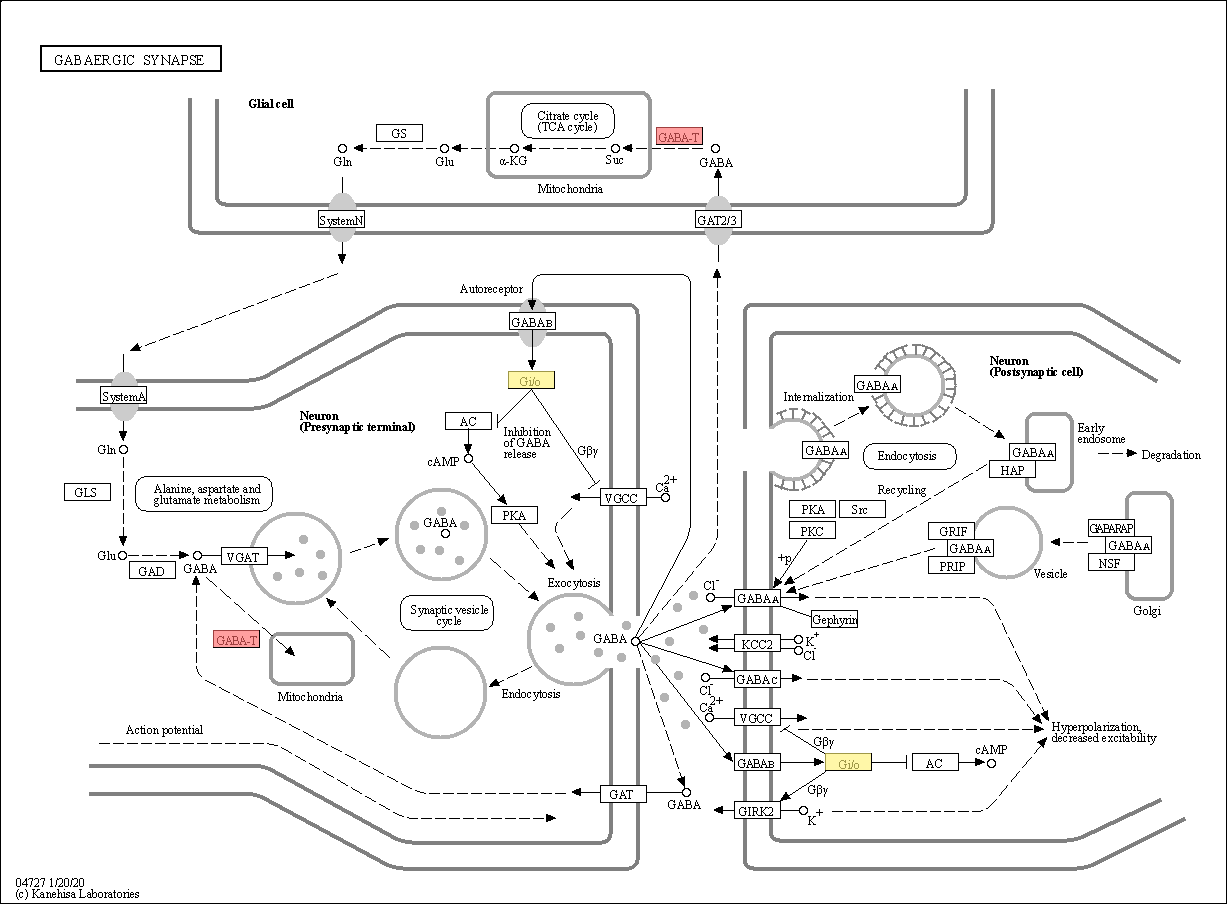 GABAERGIC SYNAPSE
Glial cell
Citrate cycle
(TCA cycle)
GS
GABA-T
Gln
Glu
α-KG
Suc
GABA
Mitochondria
SystemN
GAT2/3
Autoreceptor
GABAB
SystemA
Gi/o
Neuron
(Presynaptic terminal)
AC
Inhibition
of GABA
release
Gβγ
cAMP
Gln
GLS
Alanine, aspartate and
glutamate metabolism
GABA
PKA
VGCC
Ca2+
Glu
GAD
GABA
VGAT
Exocytosis
Synaptic vesicle
cycle
GABA
GABA-T
Mitochondria
Endocytosis
Action potential
GAT
GABA
Neuron
(Postsynaptic cell)
GABAA
Internalization
GABAA
Endocytosis
GABAA
HAP
Early
endosome
Degradation
Recycling
PKA
Src
PKC
+p
GRIF
GABAA
PRIP
Vesicle
GABARAP
GABAA
NSF
Golgi
Cl-
GABAA
Gephyrin
KCC2
K+
Cl-
Cl-
GABAC
Ca2+
VGCC
Gβγ
Hyperpolarization,
decreased excitability
GABAB
Gi/o
AC
cAMP
Gβγ
GIRK2
K+
04727 1/20/20
(c) Kanehisa Laboratories